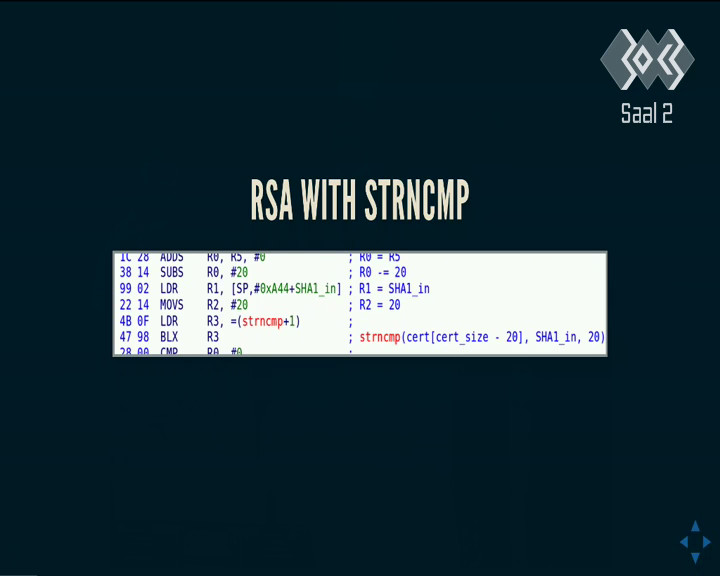 Saal 2
RSA WITH STRNCMP
1C 28 ADDS R0, R5, #0 ; R0 = R5
38 14 SUBS R0, #20 ; R0 -= 20
99 02 LDR R1, [SP,#0xA44+SHA1_in] ; R1 = SHA1_in
22 14 MOVS R2, #20 ; R2 = 20
4B 0F LDR R3, =(strncmp+1) ;
47 98 BLX R3 ; strncmp(cert[cert_size - 20], SHA1_in, 20)
28 00 CMP R0, #0 ;